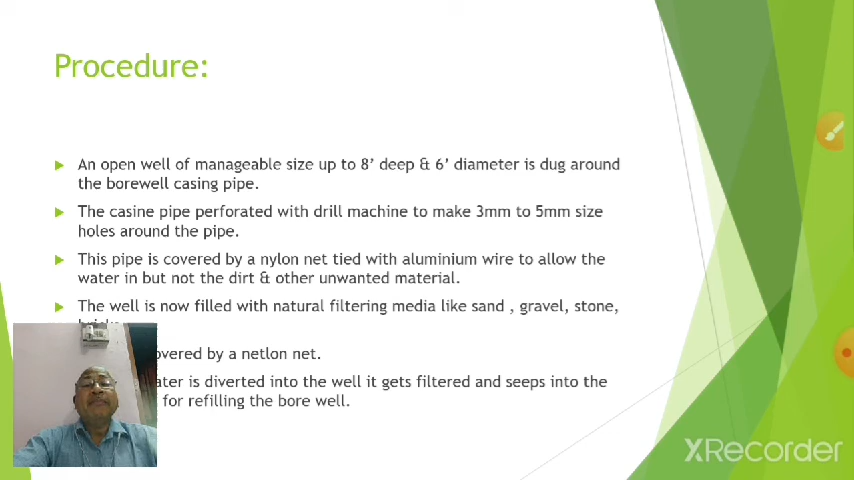 Procedure:
An open well of manageable size up to 8’ deep & 6’ diameter is dug around
the borewell casing pipe.
The casine pipe perforated with drill machine to make 3mm to 5mm size
holes around the pipe.
This pipe is covered by a nylon net tied with aluminium wire to allow the
water in but not the dirt & other unwanted material.
The well is now filled with natural filtering media like sand , gravel, stone,
by a netlon net.
is diverted into the well it gets filtered and seeps into the
for refilling the bore well.
XRecorder